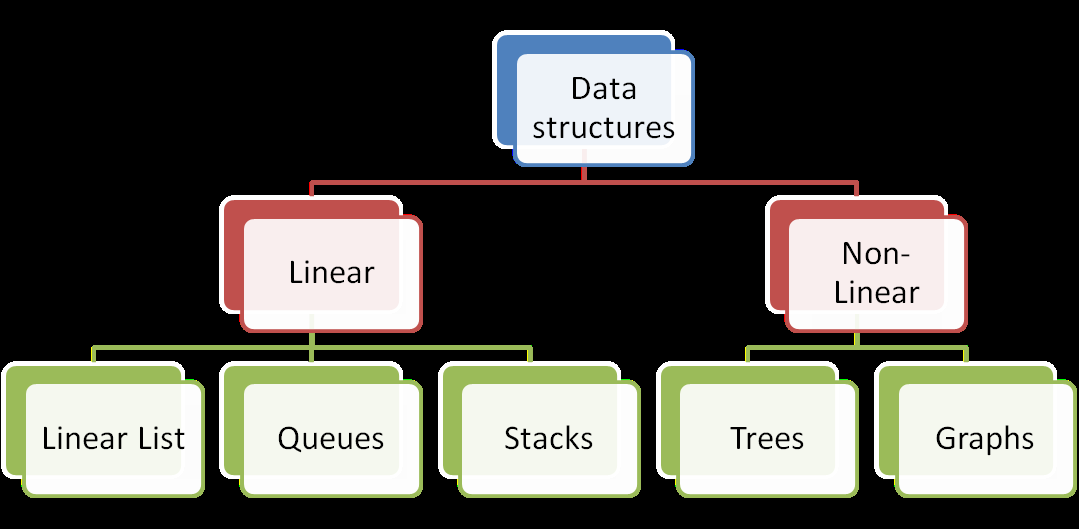 Data
structures
Linear
Non-
Linear
Linear List
Queues
Stacks
Trees
Graphs